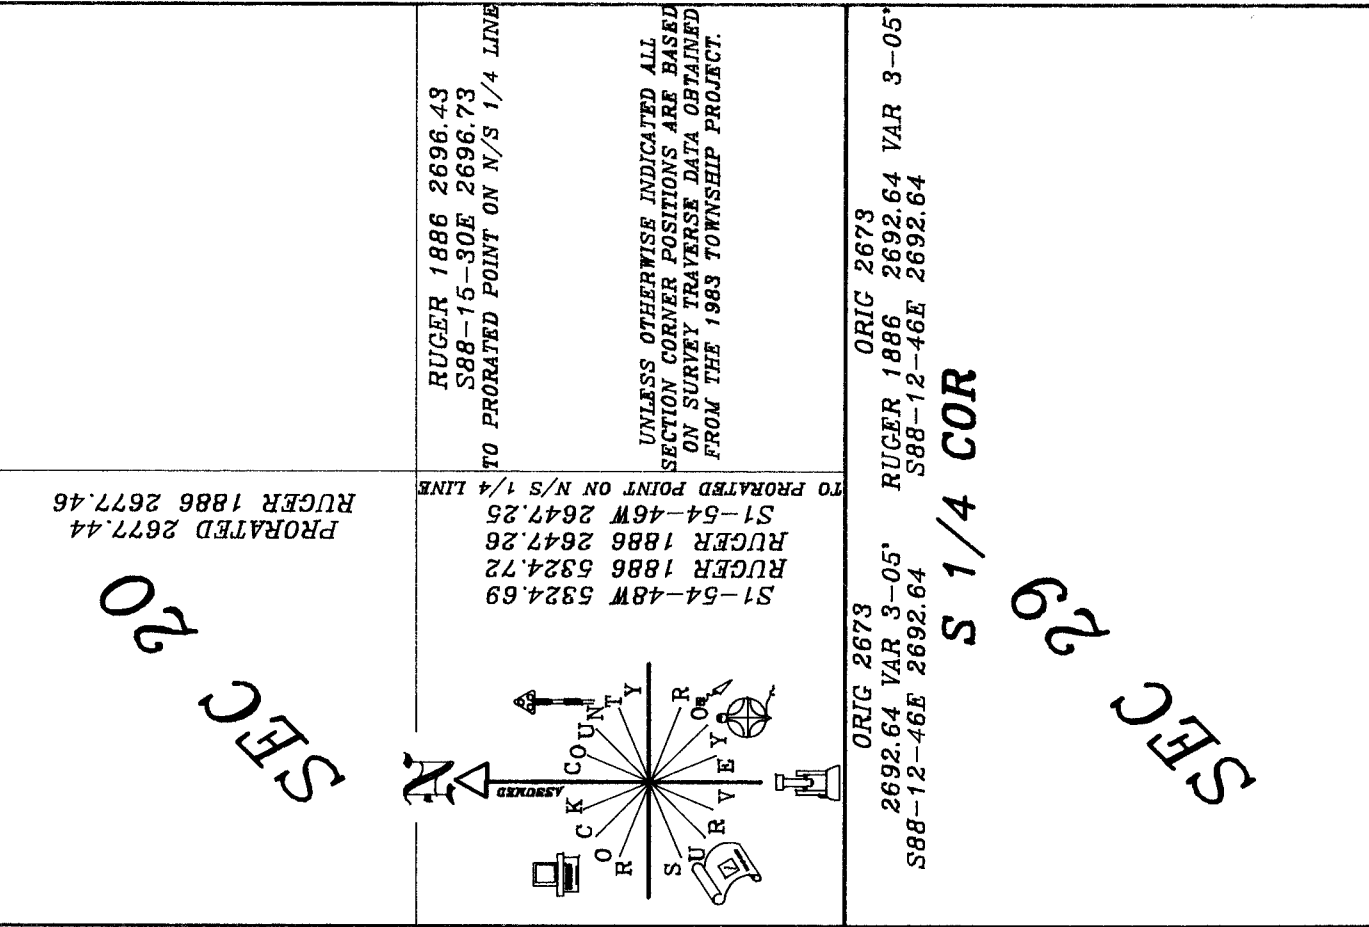 RUGER 1886 2696.43
S88-15-30E 2696.73
TO PRORATED POINT ON N/S 1/4 LINE
UNLESS OTHERWISE INDICATED ALL
SECTION CORNER POSITIONS ARE BASED
ON SURVEY TRAVERSE DATA OBTAINED
FROM THE 1983 TOWNSHIP PROJECT.
ORIG 2673
RUGER 1886 2692.64 VAR 3-05'
S88-12-46E 2692.64
S 1/4 COR
ORIG 2673
2692.64 VAR 3-05'
S88-12-46E 2692.64
SEC 29
PRORATED 2677.44
RUGER 1886 2677.46
SEC 20
S1-54-48W 5324.69
RUGER 1886 5324.72
RUGER 1886 2647.26
S1-54-46W 2647.25
TO PRORATED POINT ON N/S 1/4 LINE
N
ASSUMED
ROCK COUNTY
SURVEYOR